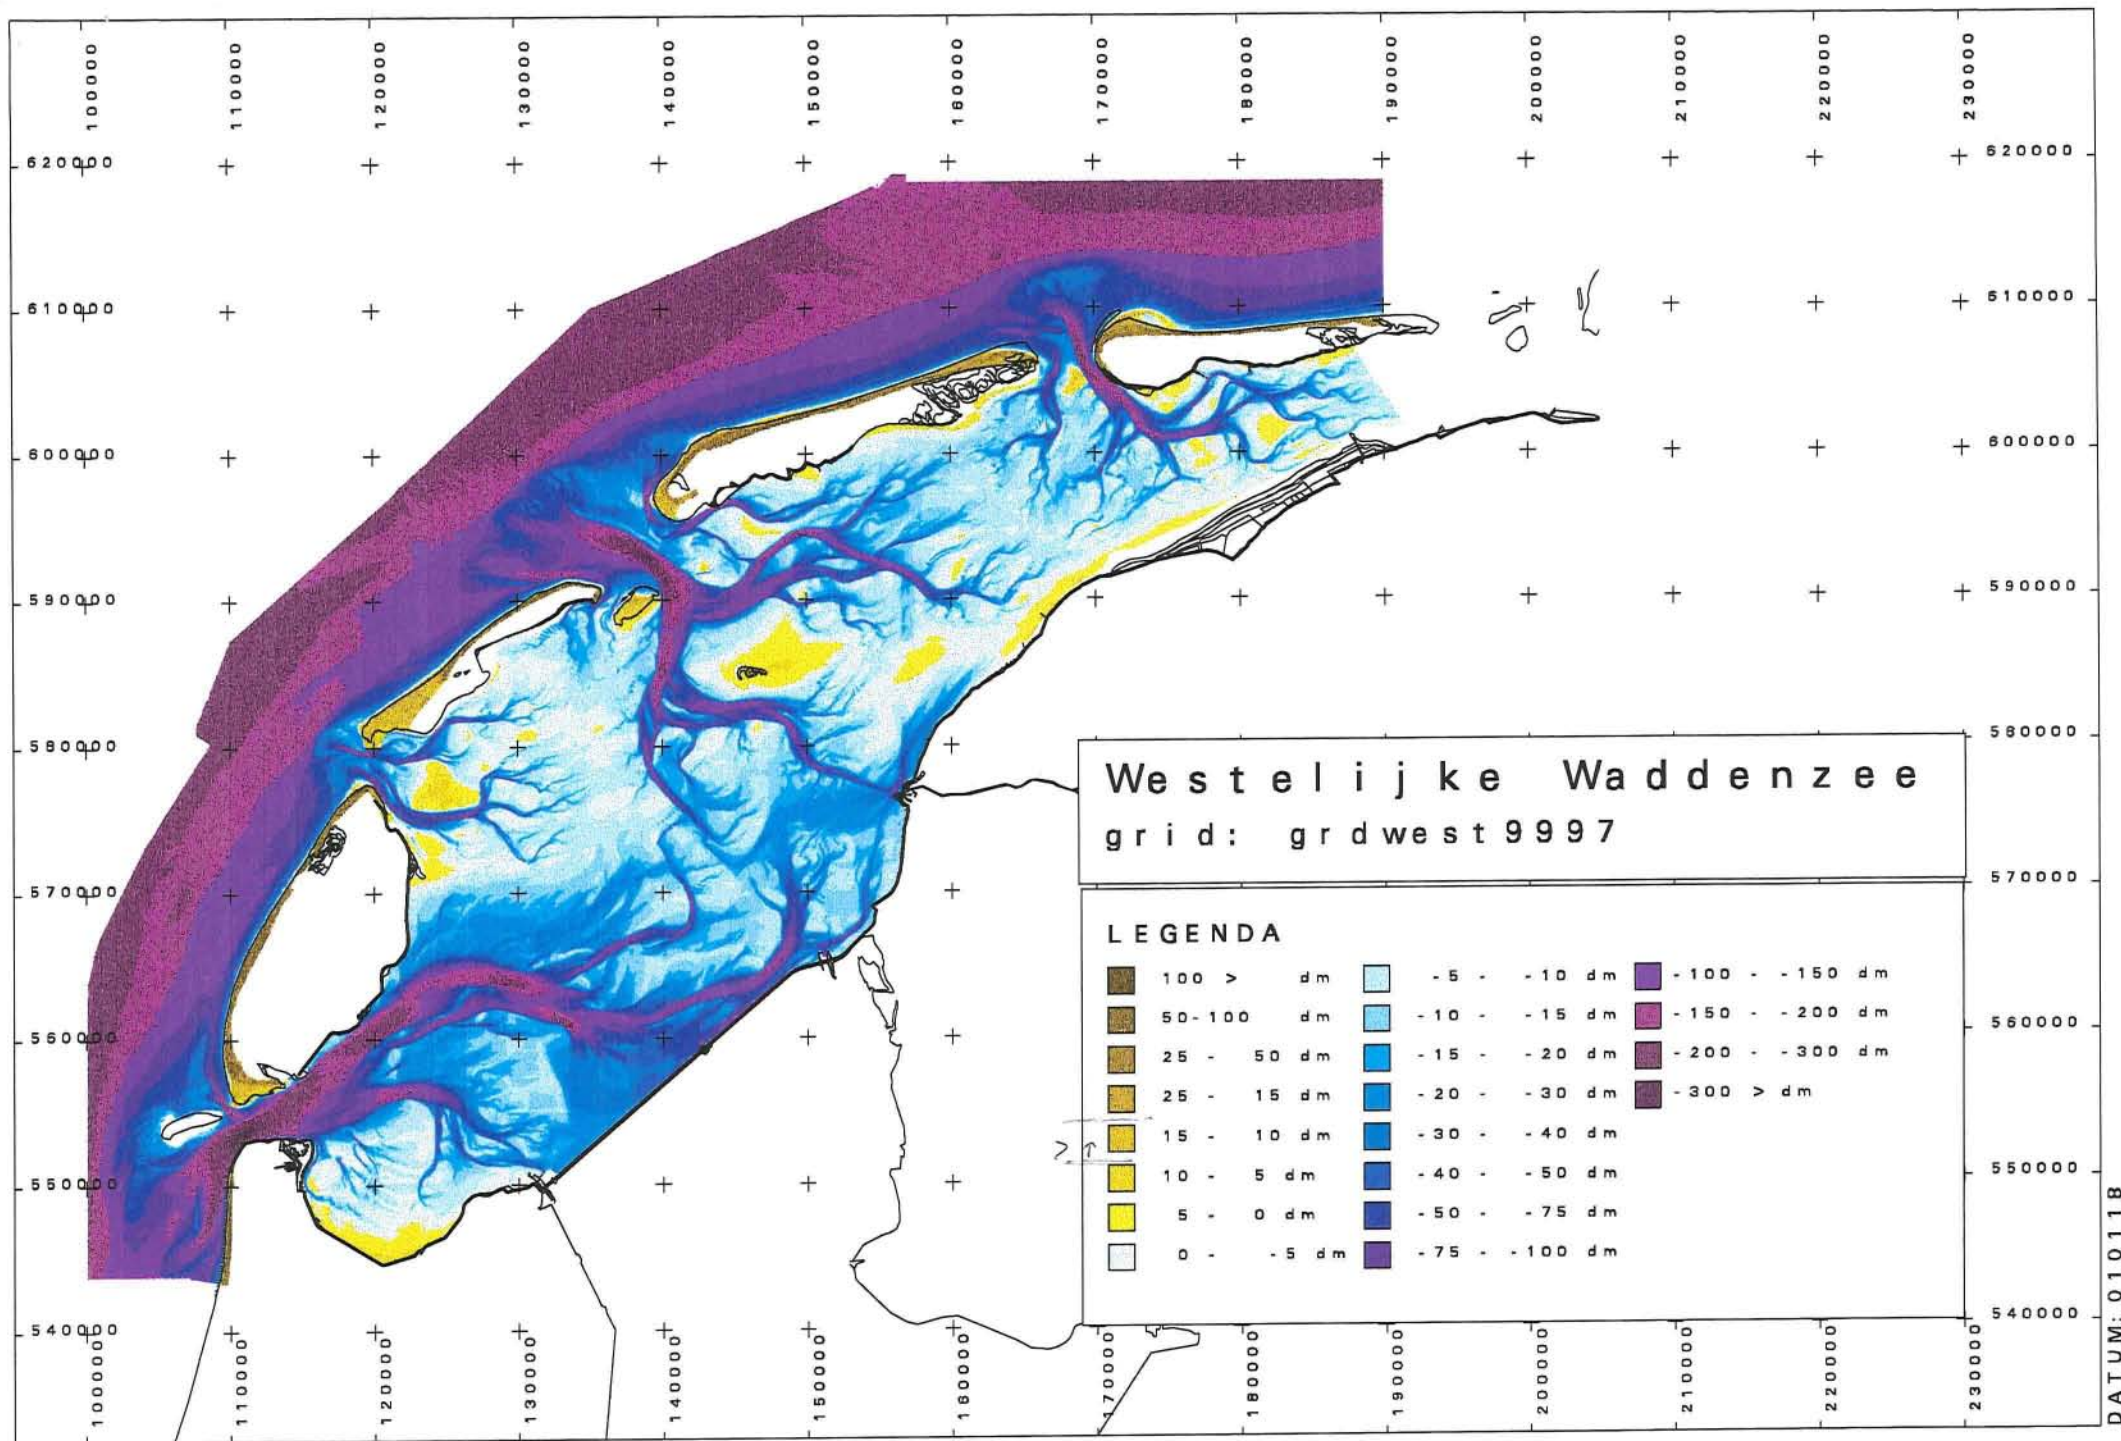 100000
110000
120000
130000
140000
150000
160000
170000
180000
190000
200000
210000
220000
230000
620000 620000
610000 610000
600000 600000
590000 590000
580000 580000
570000 570000
560000 560000
550000 550000
540000 540000
Westelijke Waddenzee
grid: grdwest9997
LEGENDA
100 > dm
50-100 dm
25 - 50 dm
25 - 15 dm
15 - 10 dm
10 - 5 dm
5 - 0 dm
0 - -5 dm
-5 - -10 dm
-10 - -15 dm
-15 - -20 dm
-20 - -30 dm
-30 - -40 dm
-40 - -50 dm
-50 - -75 dm
-75 - -100 dm
-100 - -150 dm
-150 - -200 dm
-200 - -300 dm
-300 > dm
100000
110000
120000
130000
140000
150000
160000
170000
180000
190000
200000
210000
220000
230000
DATUM: 010118